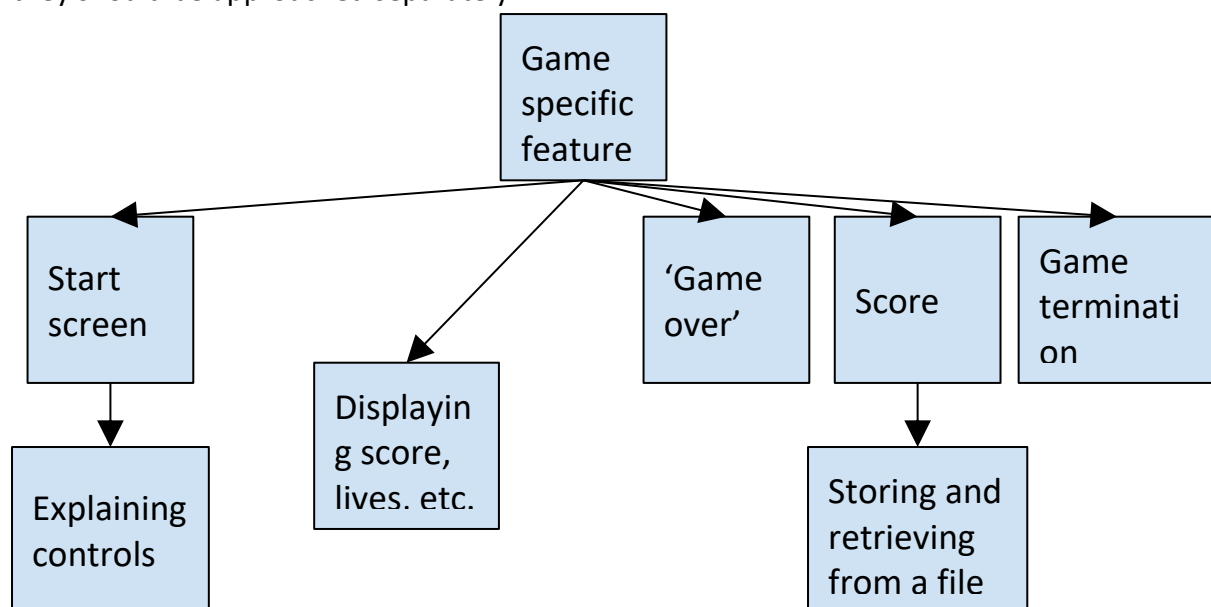 Game
specific
feature
Start
screen
'Game
over'
Score
Game
terminati
on
Displayin
g score,
lives, etc.
Explaining
controls
Storing and
retrieving
from a file